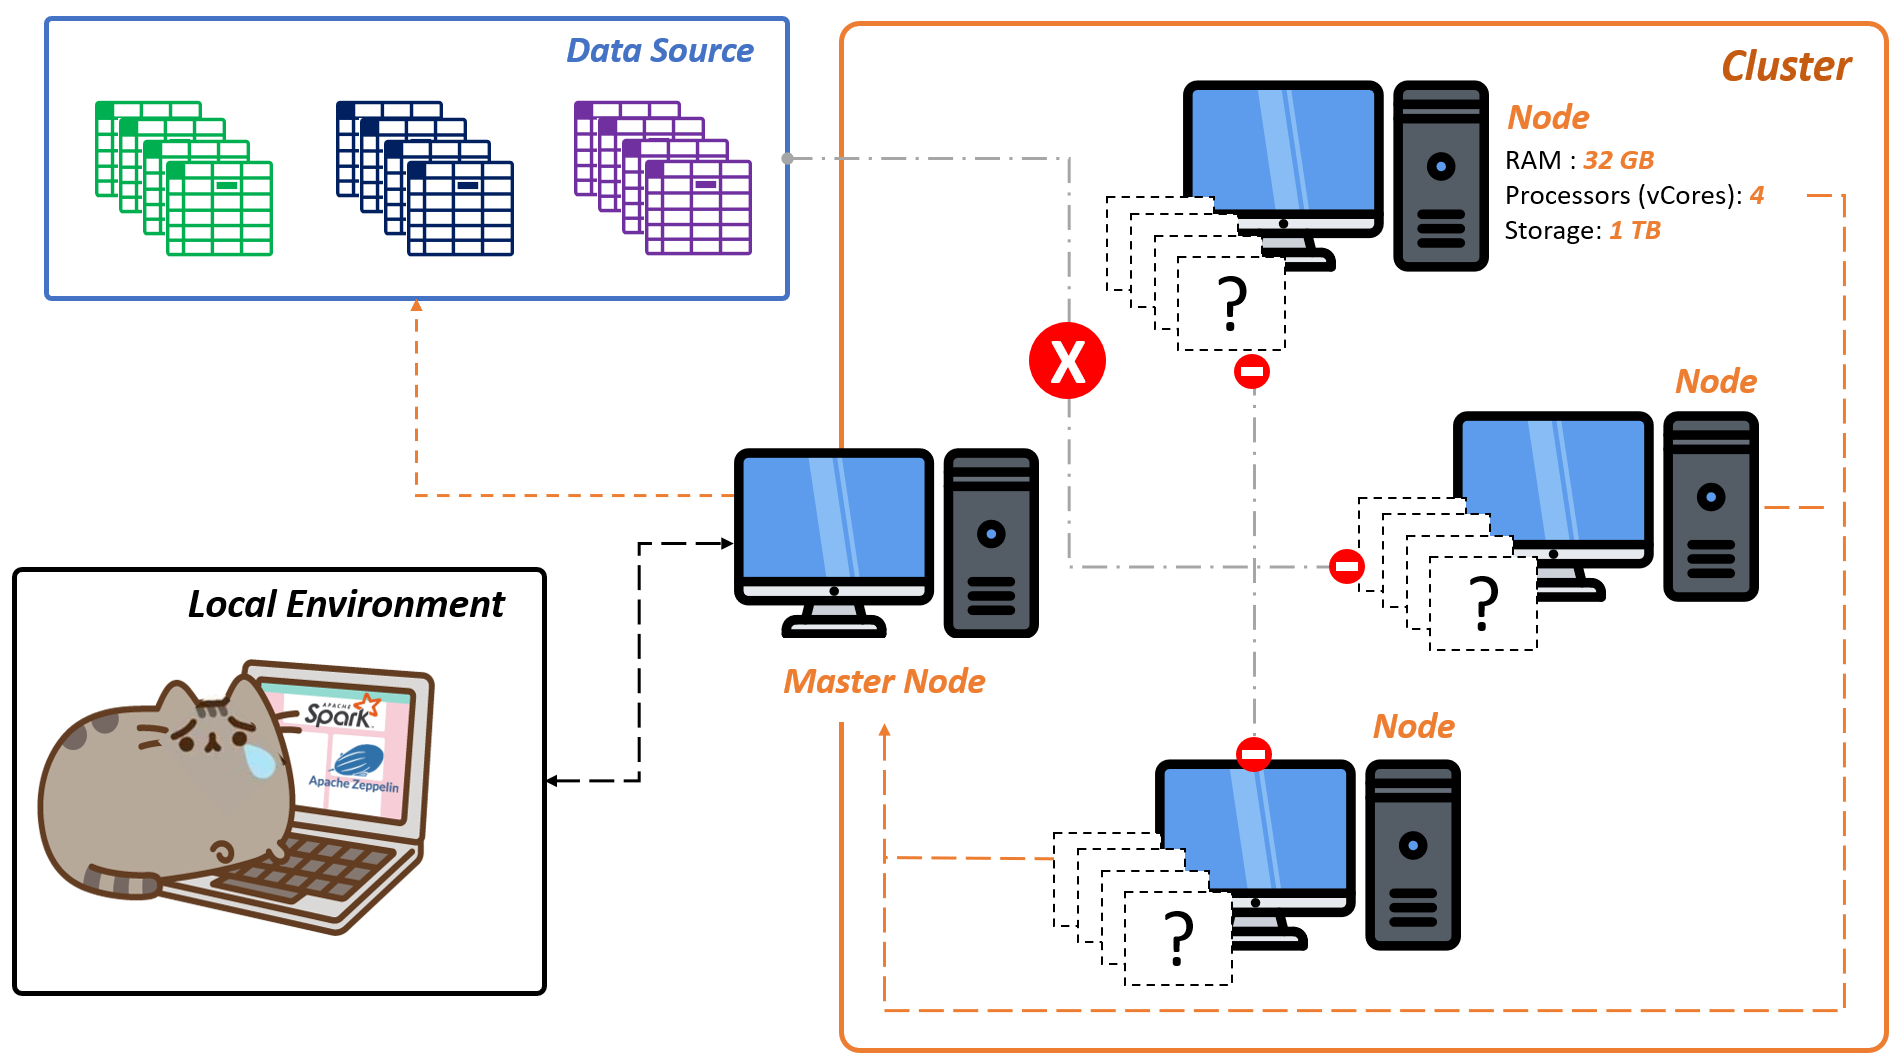 Data Source
Cluster
Node
RAM : 32 GB
Processors (vCores): 4
Storage: 1 TB
?
X
Node
?
Master Node
Local Environment
APACHE
Spark
Apache Zeppelin
Node
?